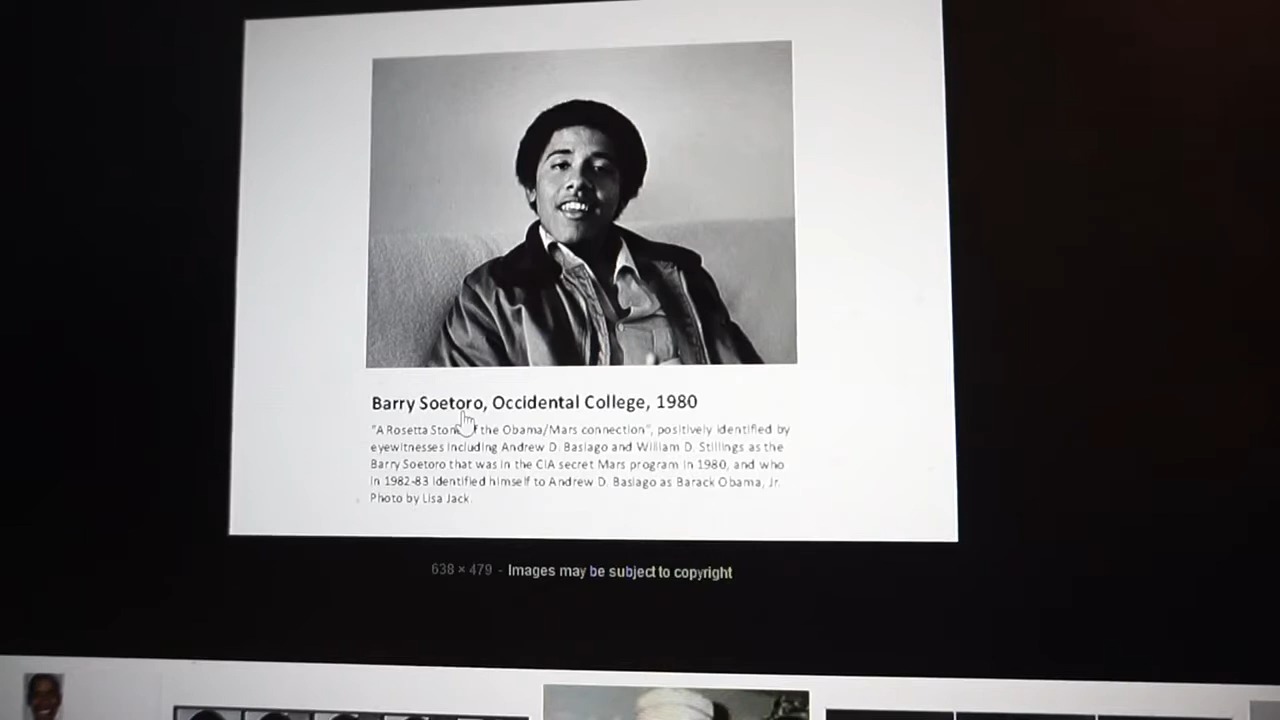 Barry Soetoro, Occidental College, 1980
"A Rosetta Stone of the Obama/Mars connection", positively identified by
eyewitnesses including Andrew D. Basiago and William D. Stillings as the
Barry Soetoro that was in the CIA secret Mars program in 1980, and who
in 1982-83 identified himself to Andrew D. Basiago as Barack Obama, Jr.
Photo by Lisa Jack.
638 × 479 - Images may be subject to copyright